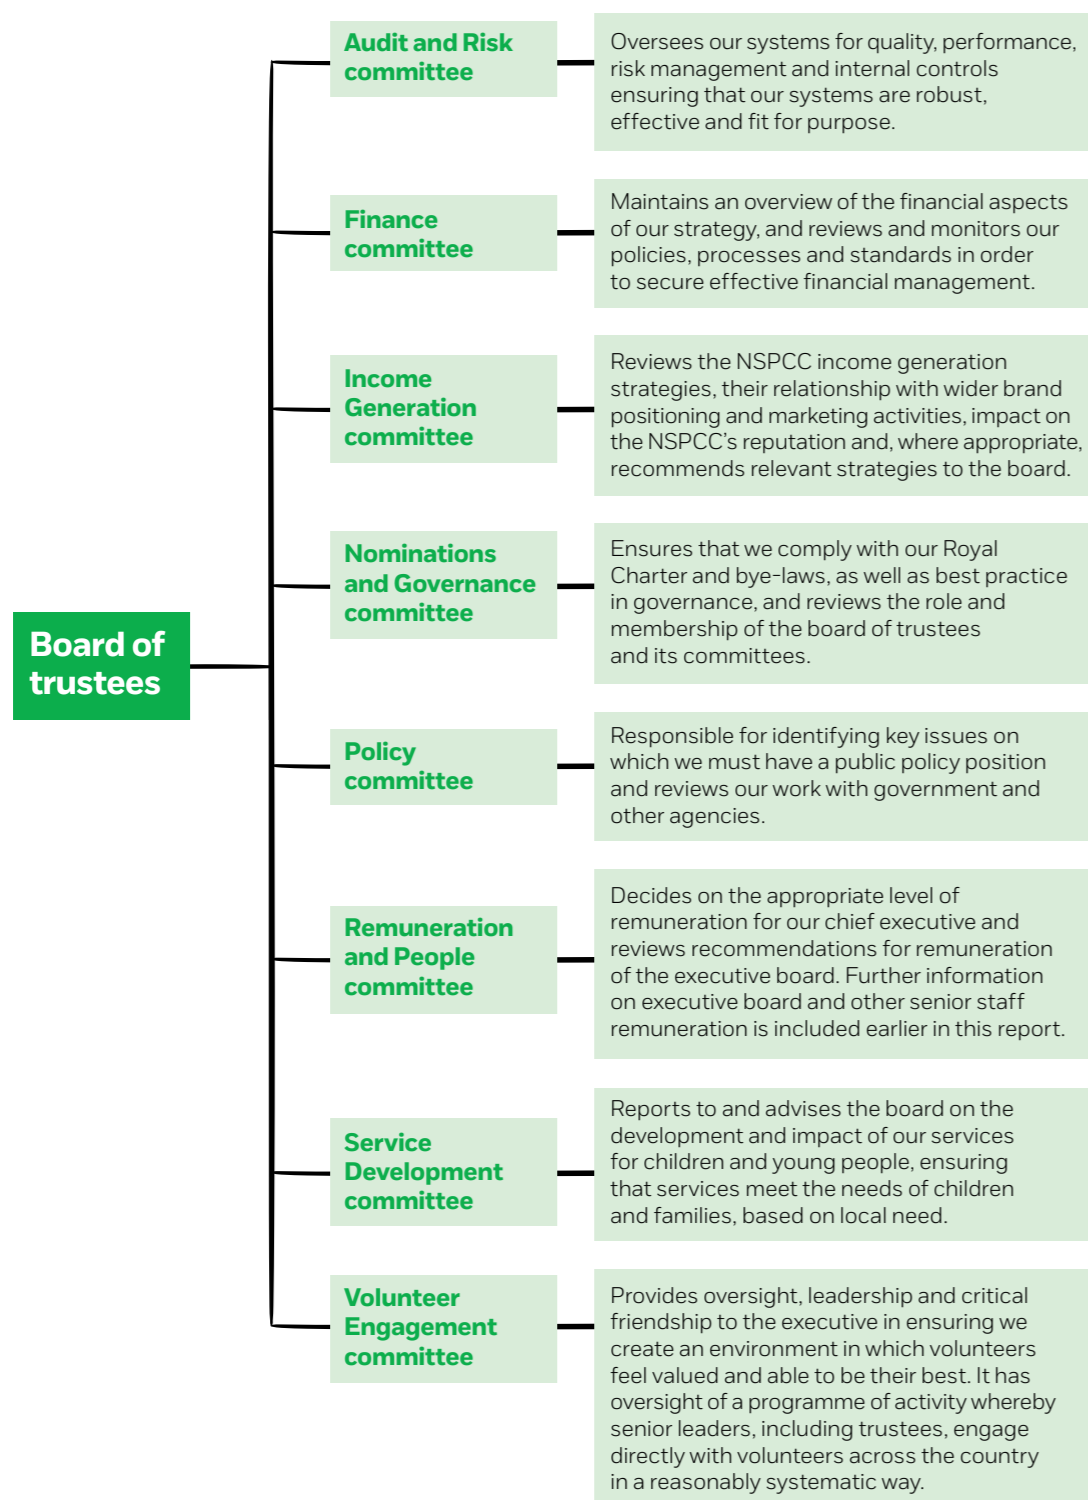 Audit and Risk
committee
Oversees our systems for quality, performance,
risk management and internal controls
ensuring that our systems are robust,
effective and fit for purpose.
Finance
committee
Maintains an overview of the financial aspects
of our strategy, and reviews and monitors our
policies, processes and standards in order
to secure effective financial management.
Income
Generation
committee
Reviews the NSPCC income generation
strategies, their relationship with wider brand
positioning and marketing activities, impact on
the NSPCC’s reputation and, where appropriate,
recommends relevant strategies to the board.
Nominations
and Governance
committee
Ensures that we comply with our Royal
Charter and bye-laws, as well as best practice
in governance, and reviews the role and
membership of the board of trustees
and its committees.
Board of
trustees
Policy
committee
Responsible for identifying key issues on
which we must have a public policy position
and reviews our work with government and
other agencies.
Remuneration
and People
committee
Decides on the appropriate level of
remuneration for our chief executive and
reviews recommendations for remuneration
of the executive board. Further information
on executive board and other senior staff
remuneration is included earlier in this report.
Service
Development
committee
Reports to and advises the board on the
development and impact of our services
for children and young people, ensuring
that services meet the needs of children
and families, based on local need.
Volunteer
Engagement
committee
Provides oversight, leadership and critical
friendship to the executive in ensuring we
create an environment in which volunteers
feel valued and able to be their best. It has
oversight of a programme of activity whereby
senior leaders, including trustees, engage
directly with volunteers across the country
in a reasonably systematic way.